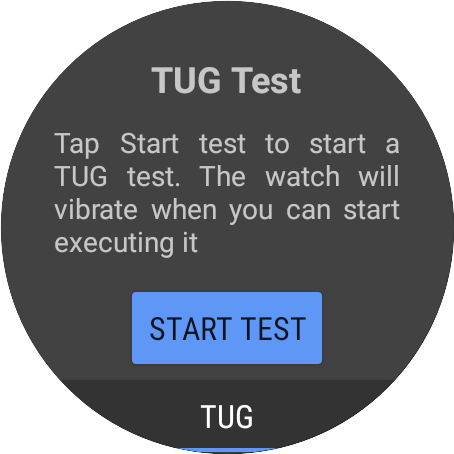 TUG Test
Tap Start test to start a
TUG test. The watch will
vibrate when you can start
executing it
START TEST
TUG